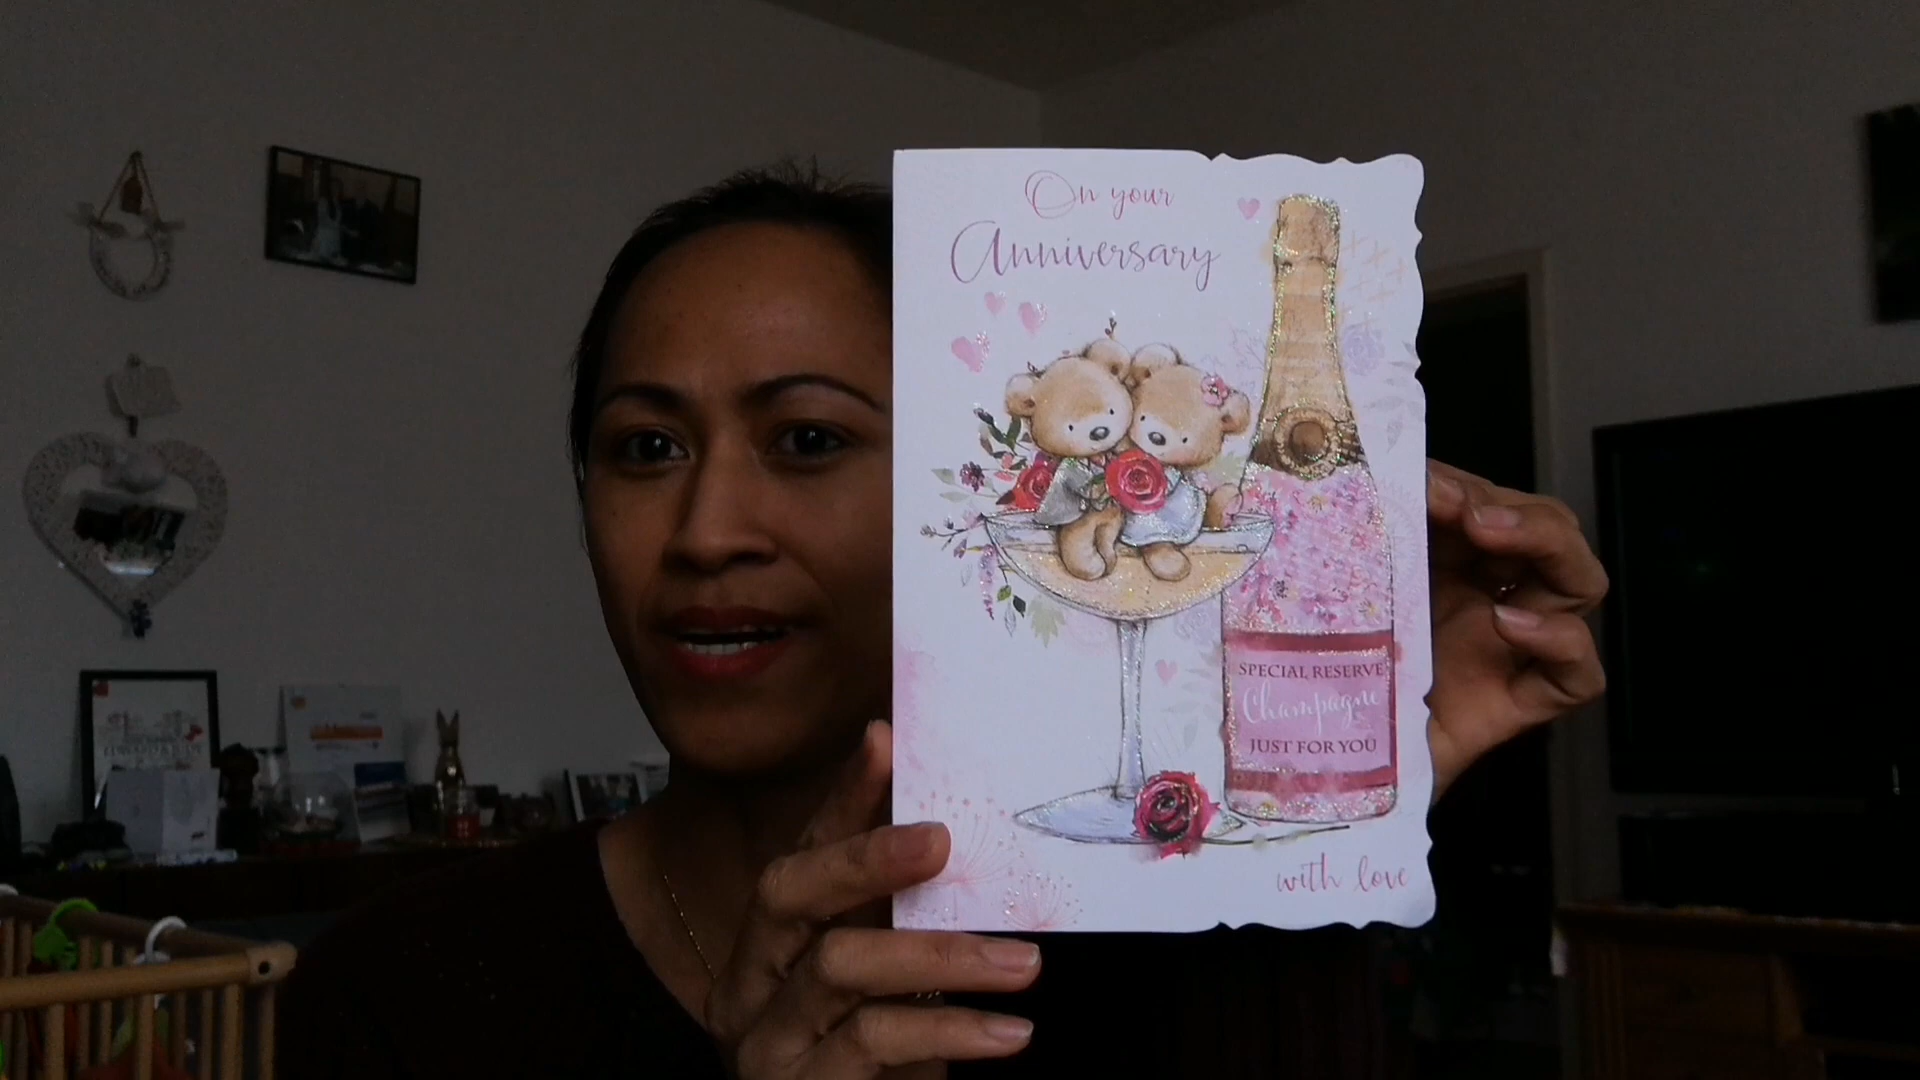 On your
Anniversary
SPECIAL RESERVE
Champagne
JUST FOR YOU
with love